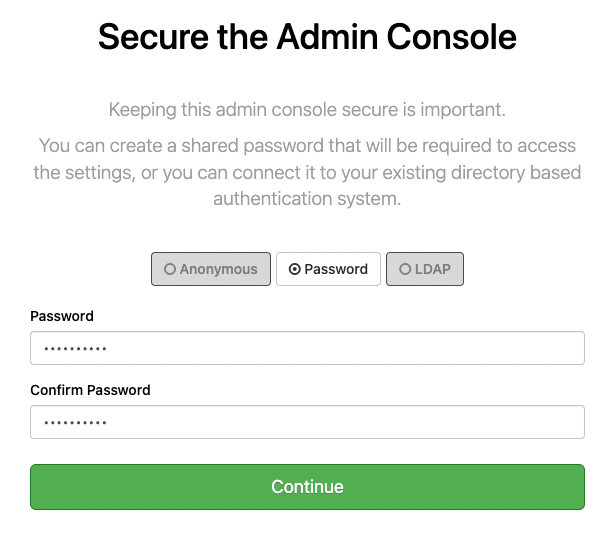 Secure the Admin Console
Keeping this admin console secure is important.
You can create a shared password that will be required to access
the settings, or you can connect it to your existing directory based
authentication system.
Anonymous Password LDAP
Password
••••••••••
Confirm Password
••••••••••
Continue